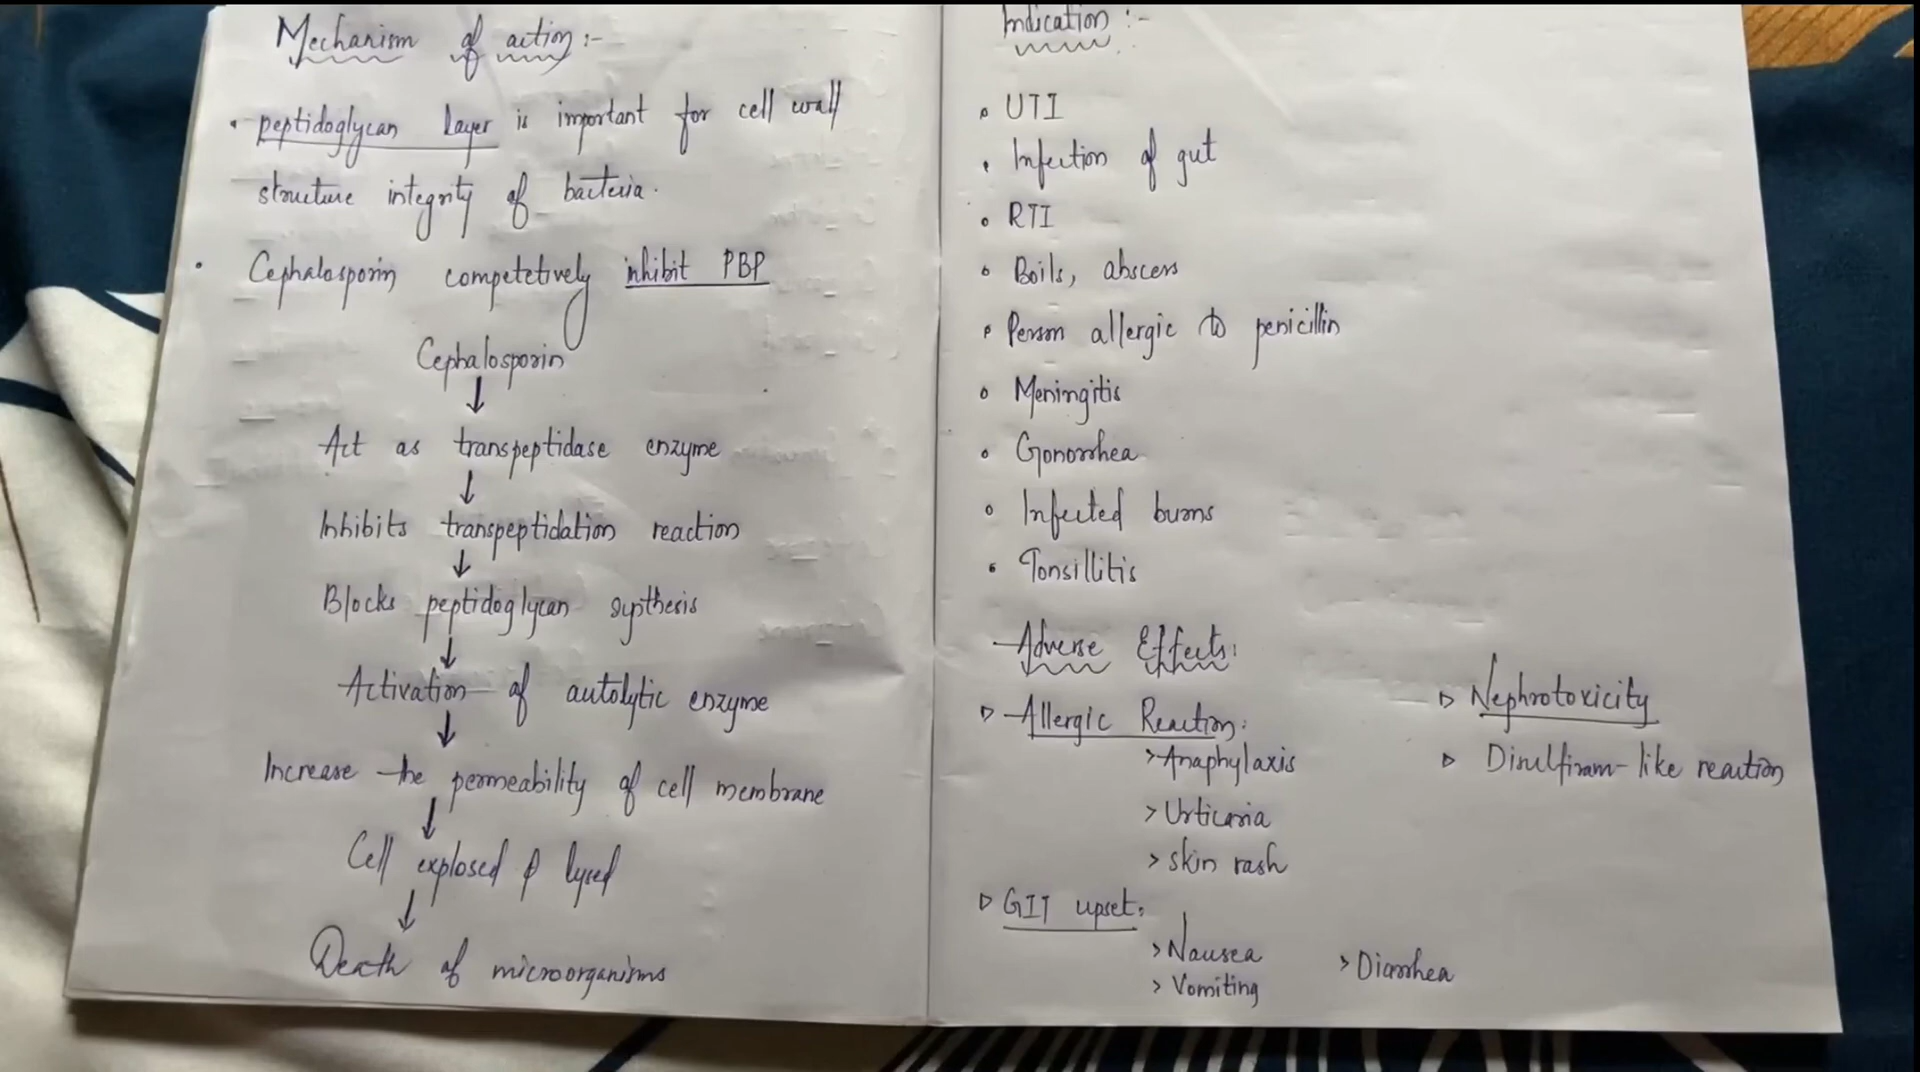 Mechanism of action :-
• peptidoglycan layer is important for cell wall
structure integrity of bacteria.
• Cephalosporin competetively inhibit PBP
Cephalosporin
↓
Act as transpeptidase enzyme
↓
Inhibits transpeptidation reaction
↓
Blocks peptidoglycan synthesis
↓
Activation of autolytic enzyme
↓
Increase the permeability of cell membrane
↓
Cell explosed & lysed
↓
Death of microorganisms
Indication :-
• UTI
• Infection of gut
• RTI
• Boils, abscess
• Person allergic to penicillin
• Meningitis
• Gonorrhea
• Infected burns
• Tonsillitis
Adverse Effects:
▷ Allergic Reaction:
> Anaphylaxis
> Urticaria
> skin rash
▷ GIT upset:
> Nausea
> Vomiting
> Diarrhea
▷ Nephrotoxicity
▷ Disulfiram-like reaction